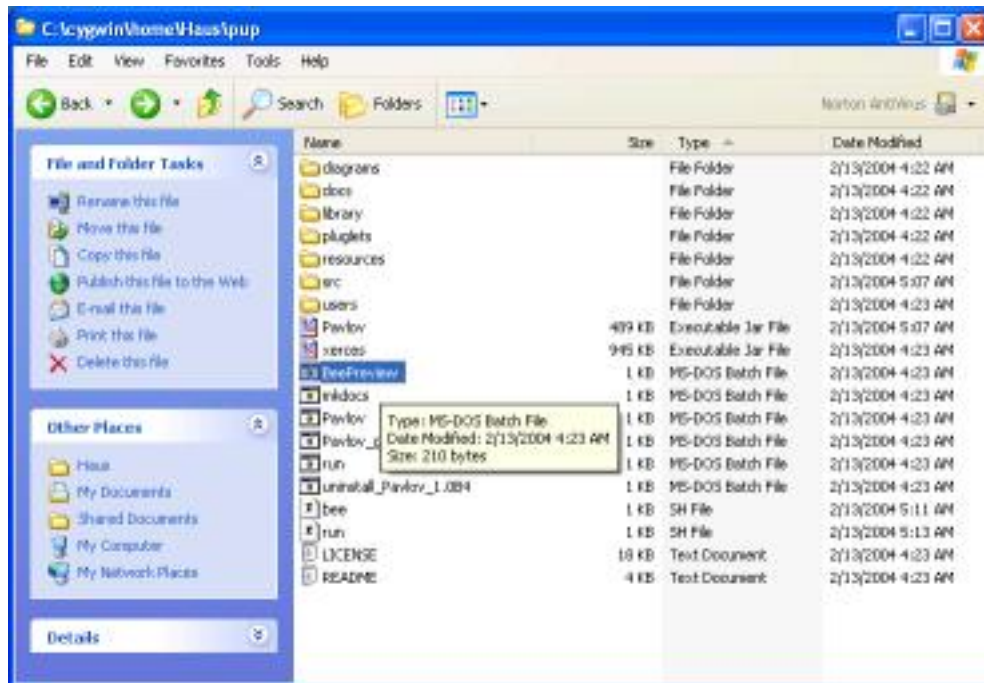 C:\cygwin\home\Haus\pup
File Edit View Favorites Tools Help
Back Search Folders Norton AntiVirus
Name Size Type Date Modified
File and Folder Tasks
Rename this file
Move this file
Copy this file
Publish this file to the Web
E-mail this file
Print this file
Delete this file
Other Places
Haus
My Documents
Shared Documents
My Computer
My Network Places
Details
diagrams File Folder 2/13/2004 4:22 AM
docs File Folder 2/13/2004 4:22 AM
library File Folder 2/13/2004 4:22 AM
pluglets File Folder 2/13/2004 4:22 AM
resources File Folder 2/13/2004 4:22 AM
src File Folder 2/13/2004 5:07 AM
users File Folder 2/13/2004 4:23 AM
Pavlov 489 KB Executable Jar File 2/13/2004 5:07 AM
xerces 945 KB Executable Jar File 2/13/2004 4:23 AM
BeePreview 1 KB MS-DOS Batch File 2/13/2004 4:23 AM
mkdocs 1 KB MS-DOS Batch File 2/13/2004 4:23 AM
Pavlov 1 KB MS-DOS Batch File 2/13/2004 4:23 AM
Pavlov_ 1 KB MS-DOS Batch File 2/13/2004 4:23 AM
run 1 KB MS-DOS Batch File 2/13/2004 4:23 AM
uninstall_Pavlov_1.0B4 1 KB MS-DOS Batch File 2/13/2004 4:23 AM
bee 1 KB SH File 2/13/2004 5:11 AM
run 1 KB SH File 2/13/2004 5:13 AM
LICENSE 18 KB Text Document 2/13/2004 4:23 AM
README 4 KB Text Document 2/13/2004 4:23 AM
Type: MS-DOS Batch File
Date Modified: 2/13/2004 4:23 AM
Size: 210 bytes